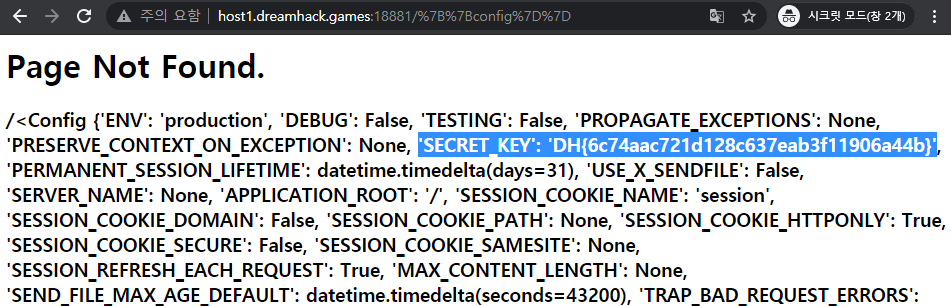 주의 요함 host1.dreamhack.games:18881/%7B%7Bconfig%7D%7D 시크릿 모드(창 2개)
Page Not Found.
/<Config {'ENV': 'production', 'DEBUG': False, 'TESTING': False, 'PROPAGATE_EXCEPTIONS': None,
'PRESERVE_CONTEXT_ON_EXCEPTION': None, 'SECRET_KEY': 'DH{6c74aac721d128c637eab3f11906a44b}',
'PERMANENT_SESSION_LIFETIME': datetime.timedelta(days=31), 'USE_X_SENDFILE': False,
'SERVER_NAME': None, 'APPLICATION_ROOT': '/', 'SESSION_COOKIE_NAME': 'session',
'SESSION_COOKIE_DOMAIN': False, 'SESSION_COOKIE_PATH': None, 'SESSION_COOKIE_HTTPONLY': True,
'SESSION_COOKIE_SECURE': False, 'SESSION_COOKIE_SAMESITE': None,
'SESSION_REFRESH_EACH_REQUEST': True, 'MAX_CONTENT_LENGTH': None,
'SEND_FILE_MAX_AGE_DEFAULT': datetime.timedelta(seconds=43200), 'TRAP_BAD_REQUEST_ERRORS':